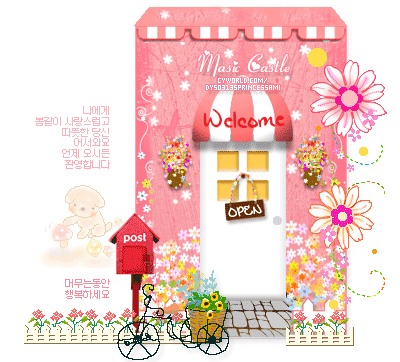 Masic Castle
CYWORLD.COM/
DYS0319SPRINCESSAMI
Welcome
OPEN
나에게
봄같이 사랑스럽고
따뜻한 당신
어서와요
언제 오시든
환영합니다
post
머무는동안
행복하세요